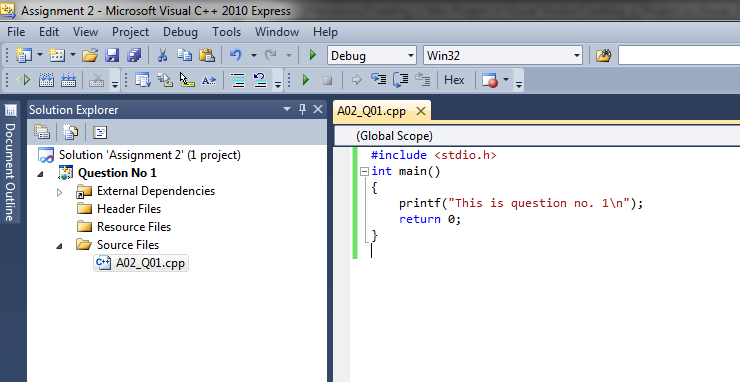 Assignment 2 - Microsoft Visual C++ 2010 Express
File Edit View Project Debug Tools Window Help
Debug Win32
Hex
Document Outline
Solution Explorer
Solution 'Assignment 2' (1 project)
Question No 1
External Dependencies
Header Files
Resource Files
Source Files
A02_Q01.cpp
A02_Q01.cpp
(Global Scope)
#include <stdio.h>
int main()
{
printf("This is question no. 1\n");
return 0;
}